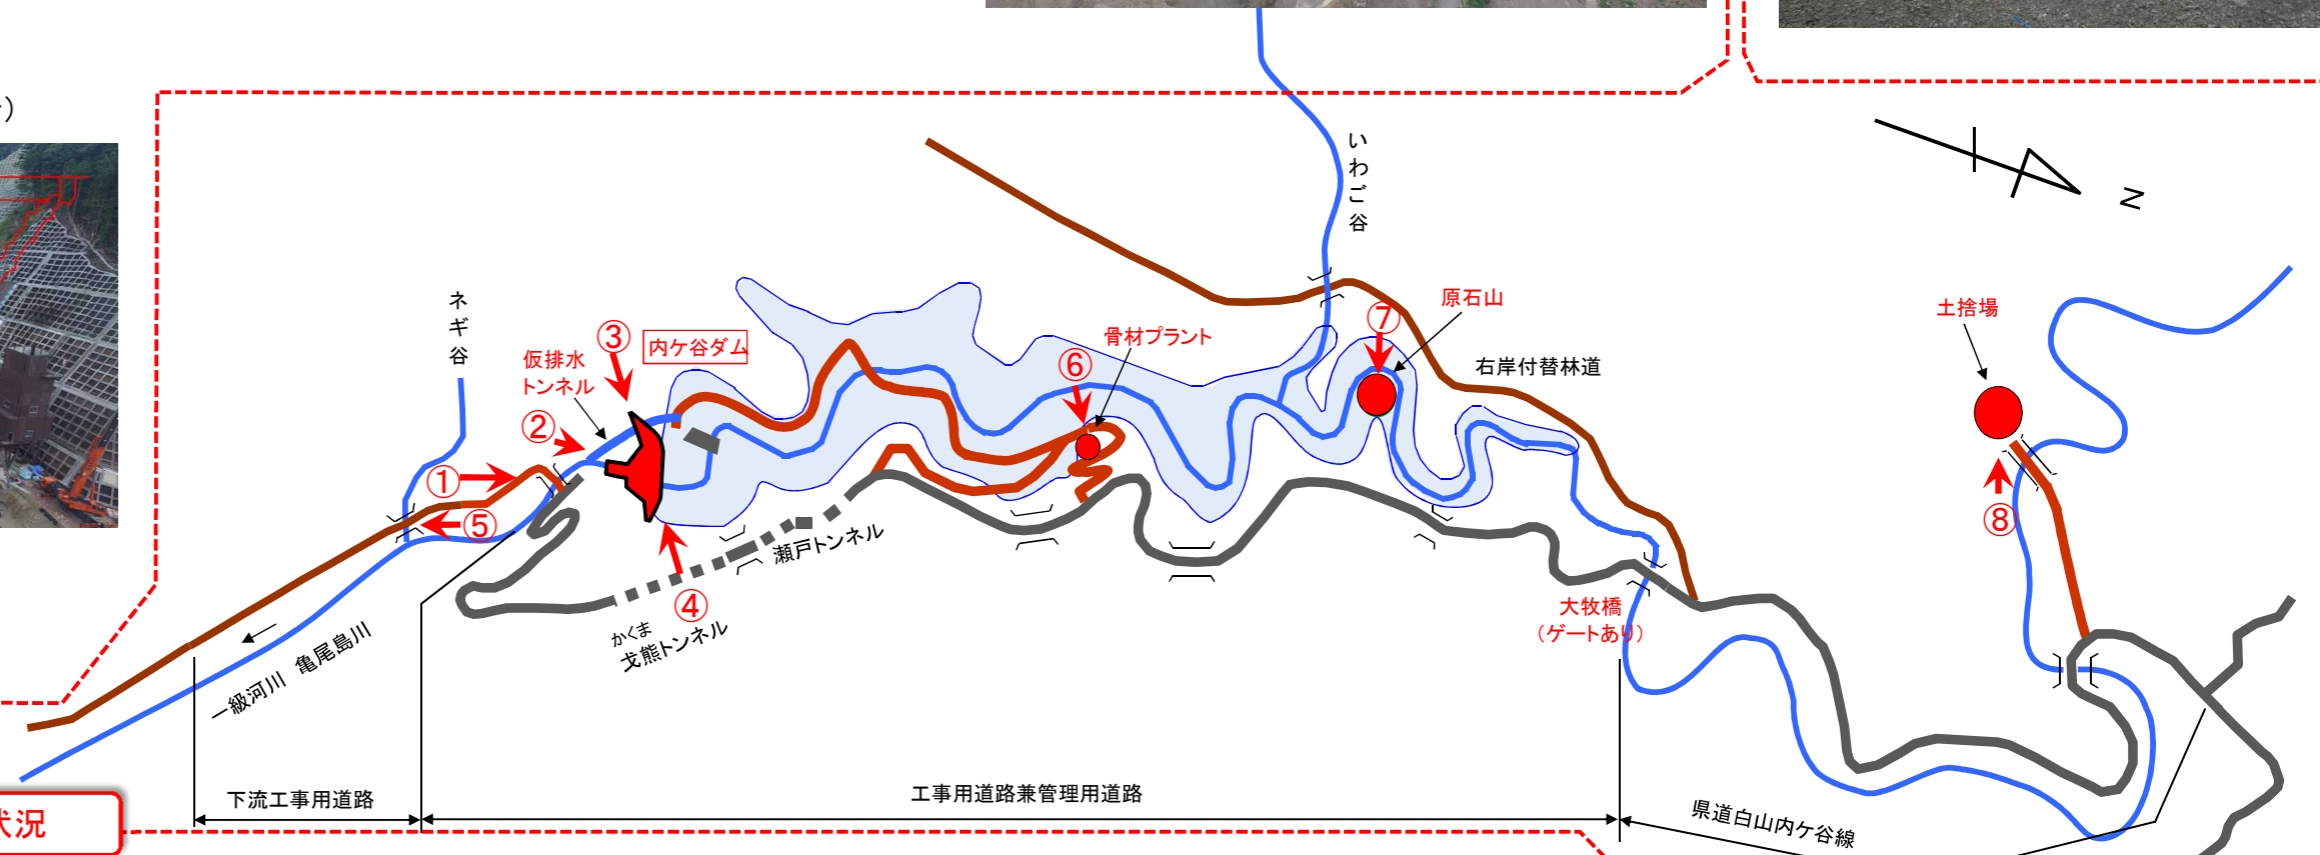 いわご谷
N
ネギ谷
原石山
土捨場
③
内ケ谷ダム
⑦
骨材プラント
仮排水
トンネル
⑥
右岸付替林道
②
①
⑤
⑧
瀬戸トンネル
④
かくま
戈熊トンネル
大牧橋
(ゲートあり)
一級河川 亀尾島川
下流工事用道路
工事用道路兼管理用道路
県道白山内ケ谷線
状況